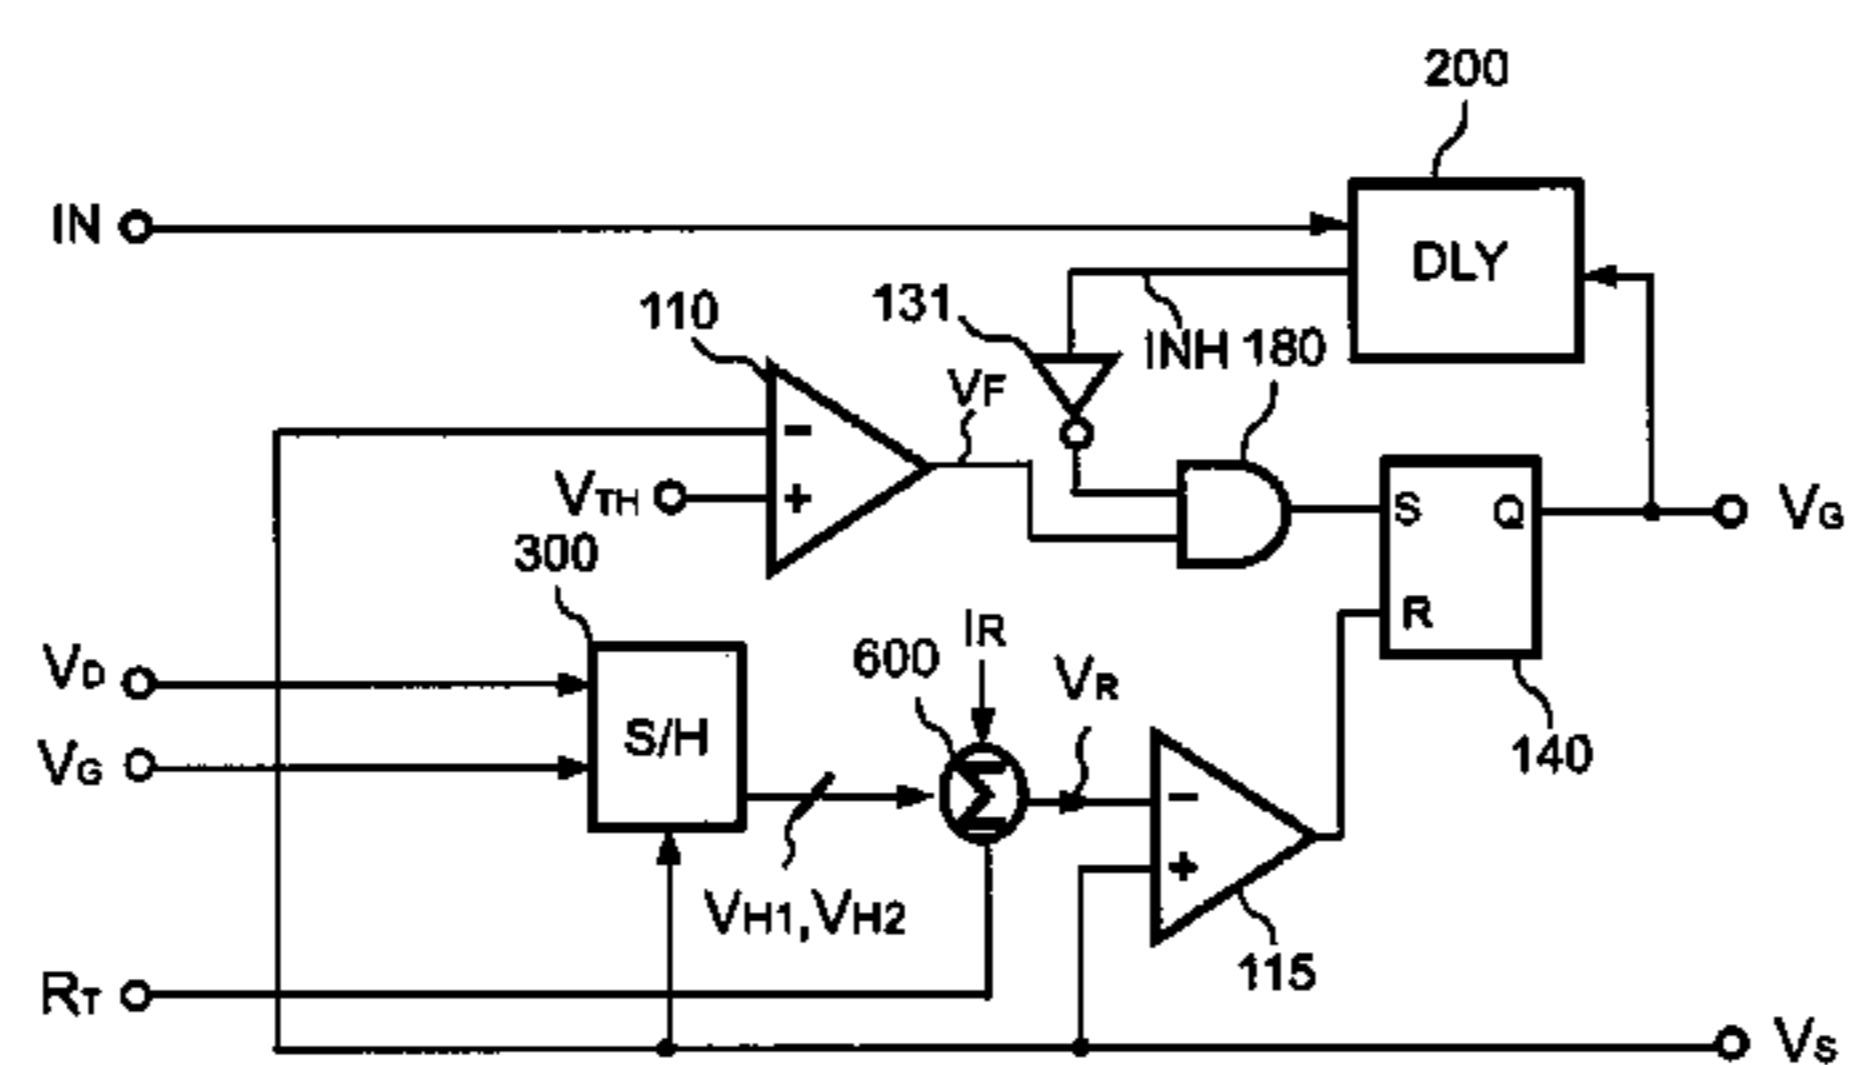 200
IN
DLY
110
131
INH
180
VF
VTH
-
+
S
Q
VG
300
R
IR
VD
600
VR
S/H
VG
Σ
140
-
+
VH1, VH2
115
RT
VS